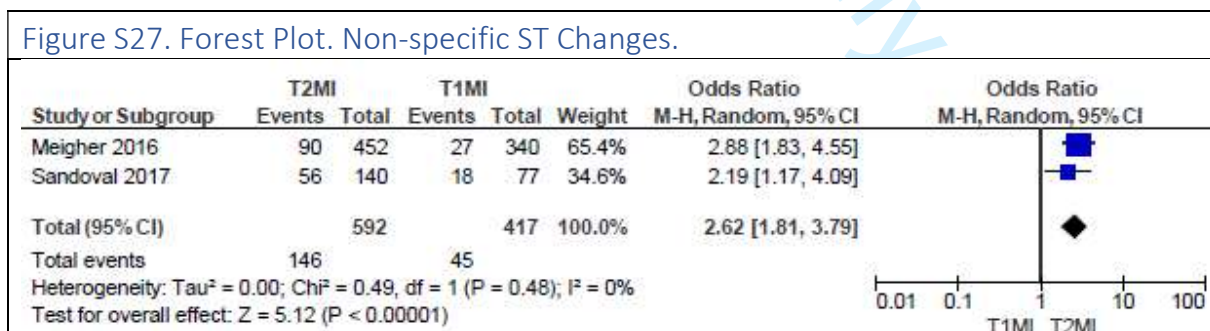 Figure S27. Forest Plot. Non-specific ST Changes.
T2MI T1MI Odds Ratio Odds Ratio
Study or Subgroup Events Total Events Total Weight M-H, Random, 95% CI M-H, Random, 95% CI
Meigher 2016 90 452 27 340 65.4% 2.88 [1.83, 4.55]
Sandoval 2017 56 140 18 77 34.6% 2.19 [1.17, 4.09]
Total (95% CI) 592 417 100.0% 2.62 [1.81, 3.79]
Total events 146 45
Heterogeneity: Tau² = 0.00; Chi² = 0.49, df = 1 (P = 0.48); I² = 0%
Test for overall effect: Z = 5.12 (P < 0.00001)
0.01 0.1 1 10 100
T1MI T2MI